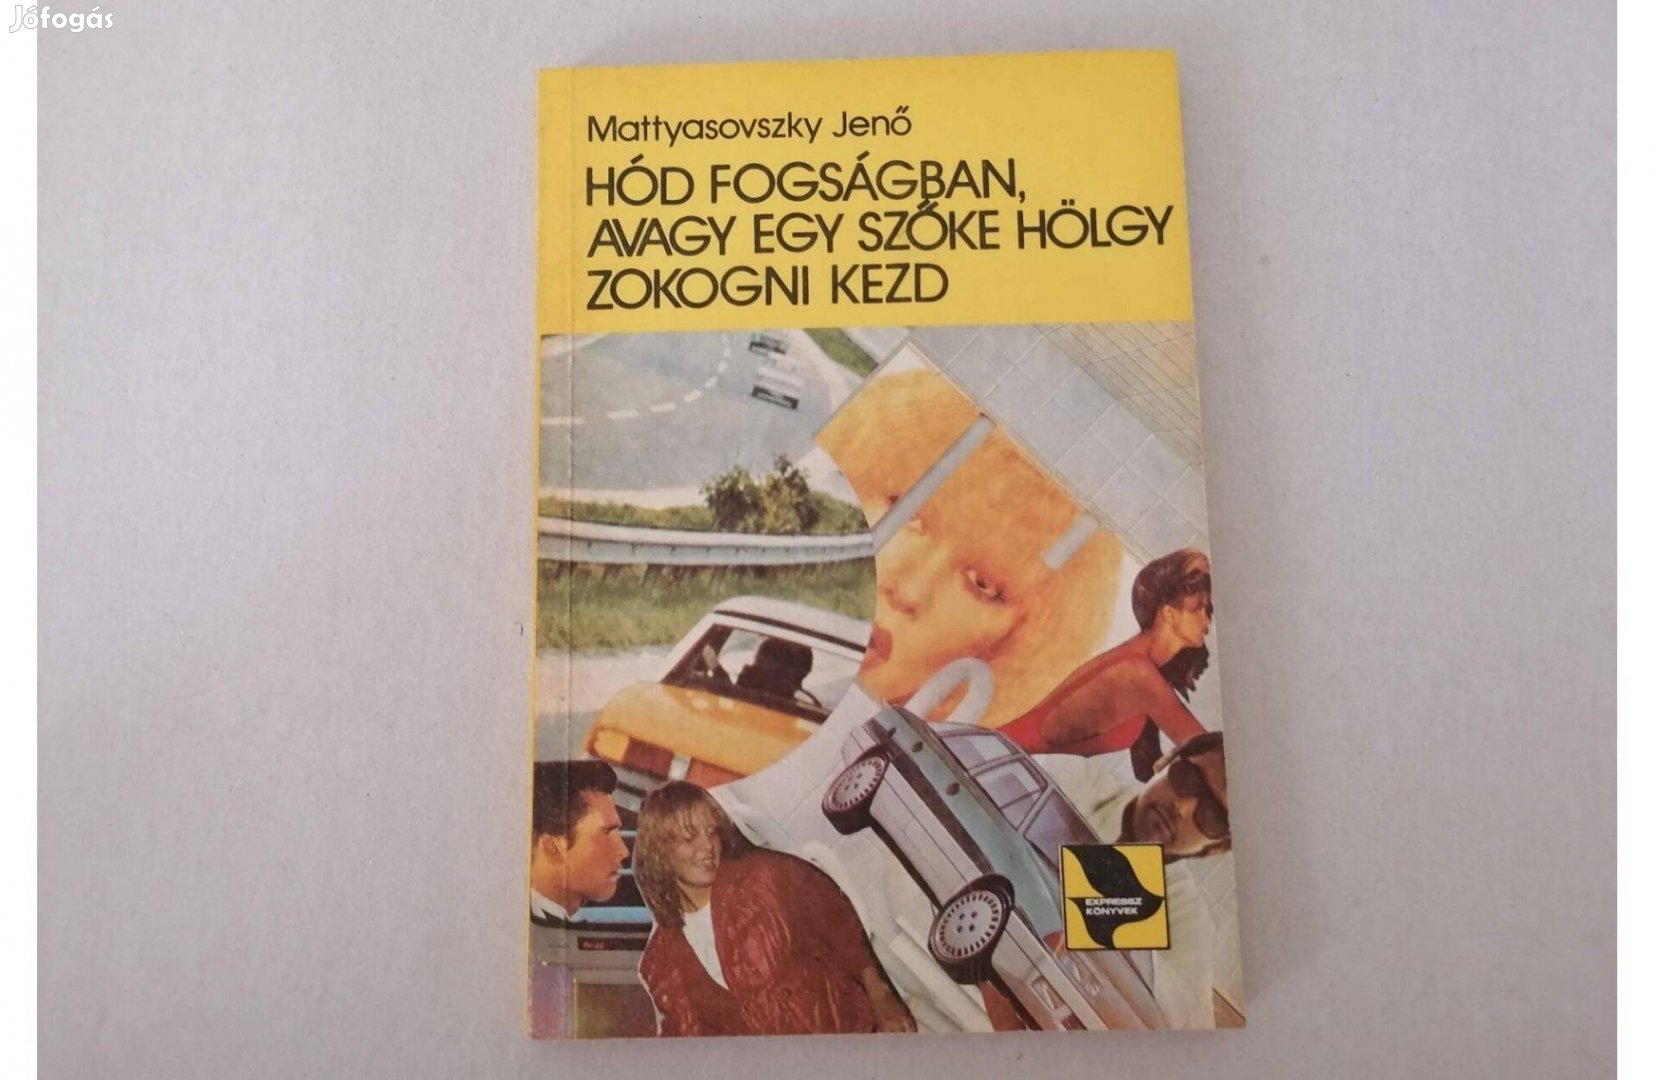 Jófogás
Mattyasovszky Jenő
HÓD FOGSÁGBAN,
AVAGY EGY SZŐKE HÖLGY
ZOKOGNI KEZD
EXPRESSZ
KÖNYVEK